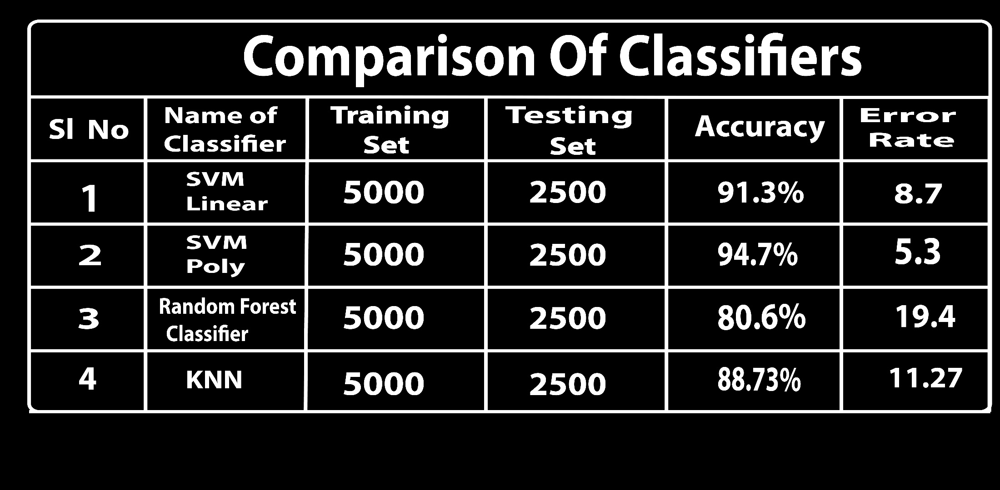 Comparison Of Classifiers
Sl No
Name of
Classifier
Training
Set
Testing
Set
Accuracy
Error
Rate
1
SVM
Linear
5000
2500
91.3%
8.7
2
SVM
Poly
5000
2500
94.7%
5.3
3
Random Forest
Classifier
5000
2500
80.6%
19.4
4
KNN
5000
2500
88.73%
11.27